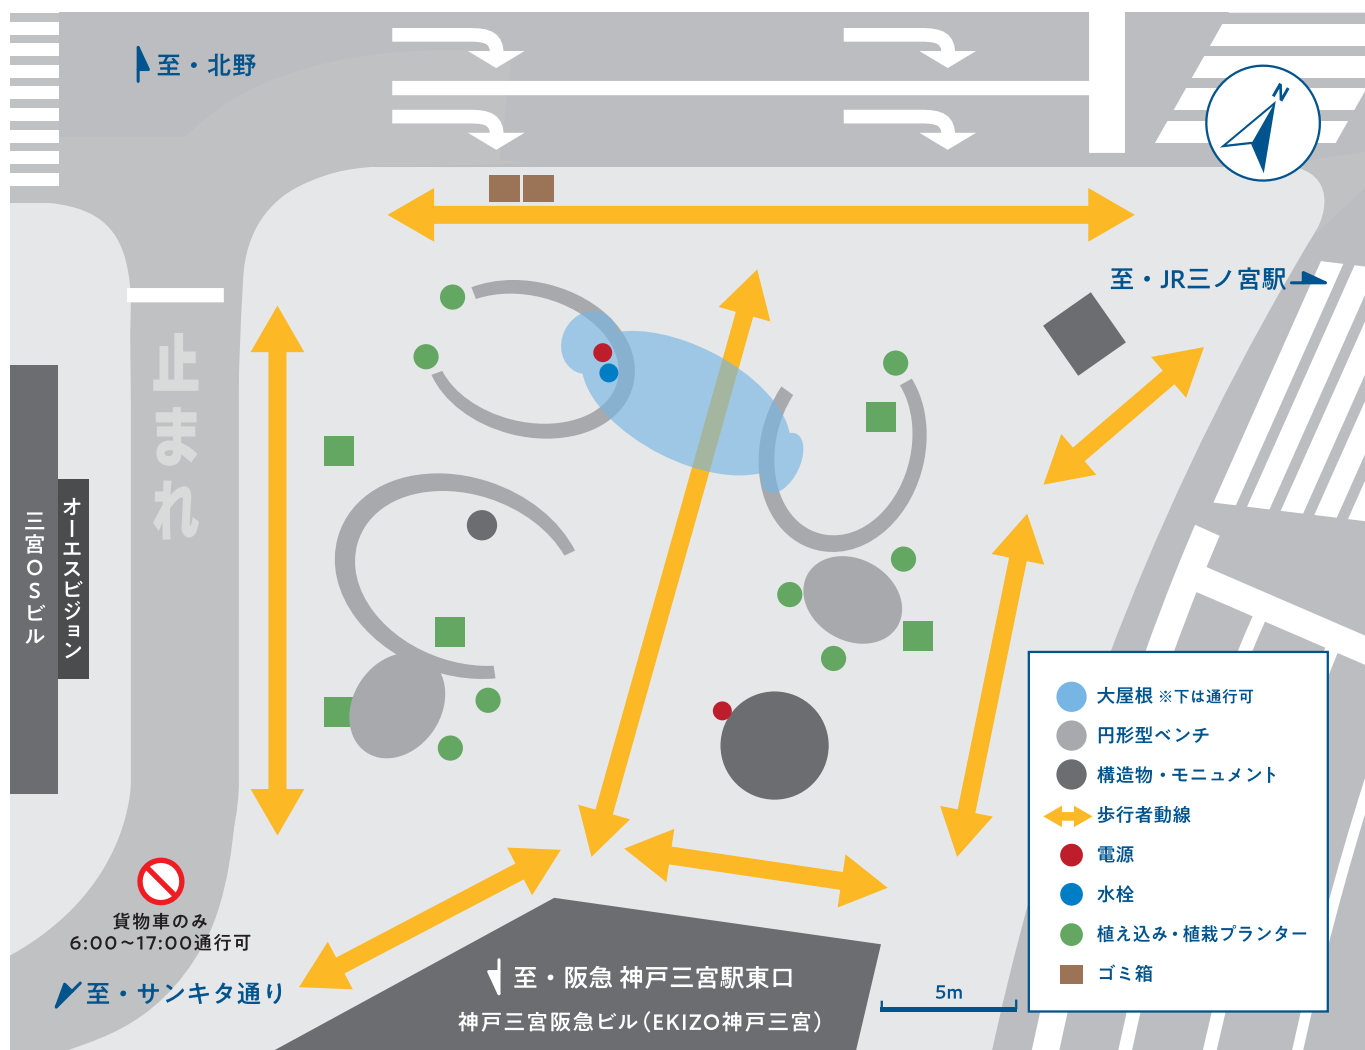 至・北野
N
至・JR三ノ宮駅
止まれ
三宮OSビル
オーエスビジョン
大屋根 ※下は通行可
円形型ベンチ
構造物・モニュメント
歩行者動線
電源
水栓
植え込み・植栽プランター
ゴミ箱
貨物車のみ
6:00~17:00通行可
至・サンキタ通り
至・阪急 神戸三宮駅東口
神戸三宮阪急ビル(EKIZO神戸三宮)
5m